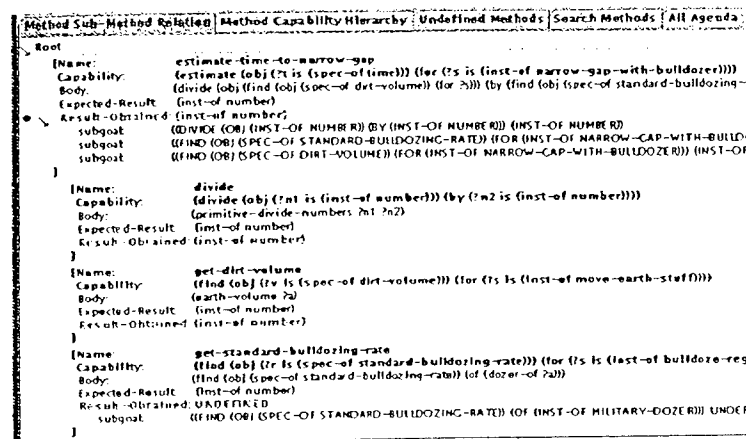 Method Sub-Method Relation Method Capability Hierarchy Undefined Methods Search Methods All Agenda
Root
[Name: estimate-time-to-narrow-gap
Capability: (estimate (obj (?t is (spec-of time))) (for (?s is (inst-of narrow-gap-with-bulldozer))))
Body: (divide (obj (find (obj (spec-of dirt-volume)) (for ?s))) (by (find (obj (spec-of standard-bulldozing-
Expected-Result (inst-of number)
Result-Obtained: (inst-of number)
subgoal ((DIVIDE (OBJ (INST-OF NUMBER)) (BY (INST-OF NUMBER))) (INST-OF NUMBER)
subgoal ((FIND (OBJ (SPEC-OF STANDARD-BULLDOZING-RATE)) (FOR (INST-OF NARROW-GAP-WITH-BULLD
subgoal ((FIND (OBJ (SPEC-OF DIRT-VOLUME)) (FOR (INST-OF NARROW-GAP-WITH-BULLDOZER))) (INST-OF
]
[Name: divide
Capability: (divide (obj (?n1 is (inst-of number))) (by (?n2 is (inst-of number))))
Body: (primitive-divide-numbers ?n1 ?n2)
Expected-Result (inst-of number)
Result-Obtained (inst-of number)
]
[Name: get-dirt-volume
Capability: (find (obj (?v is (spec-of dirt-volume))) (for (?s is (inst-of move-earth-stuff))))
Body: (earth-volume ?a)
Expected-Result (inst-of number)
Result-Obtained (inst-of number)
]
[Name: get-standard-bulldozing-rate
Capability: (find (obj (?r is (spec-of standard-bulldozing-rate))) (for (?s is (inst-of bulldoze-reg
Body: (find (obj (spec-of standard-bulldozing-rate)) (of (dozer-of ?a)))
Expected-Result (inst-of number)
Result-Obtained: UNDEFINED
subgoal ((FIND (OBJ (SPEC-OF STANDARD-BULLDOZING-RATE)) (OF (INST-OF MILITARY-DOZER))) UNDEF
]